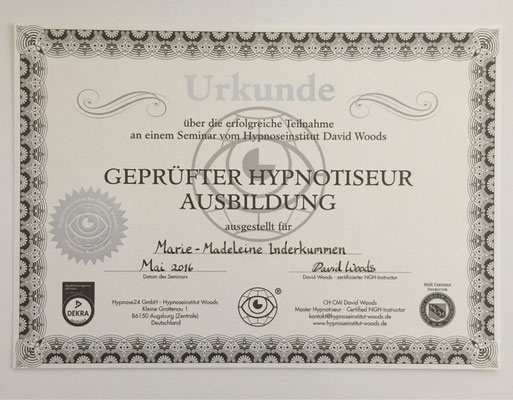 Urkunde
über die erfolgreiche Teilnahme
an einem Seminar vom Hypnoseinstitut David Woods
GEPRÜFTER HYPNOTISEUR
AUSBILDUNG
ausgestellt für
Marie-Madeleine Inderkummen
Mai 2016
David Woods
Datum des Seminars
David Woods - zertifizierter NGH-Instructor
DEKRA
Hypnose24 GmbH · Hypnoseinstitut Woods
Kleine Grottenau 1
86150 Augsburg (Zentrale)
Deutschland
®
CH CMI David Woods
Master Hypnotiseur - Certified NGH-Instructor
kontakt@hypnoseinstitut-woods.de
www.hypnoseinstitut-woods.de
NGH Certified
Instructor